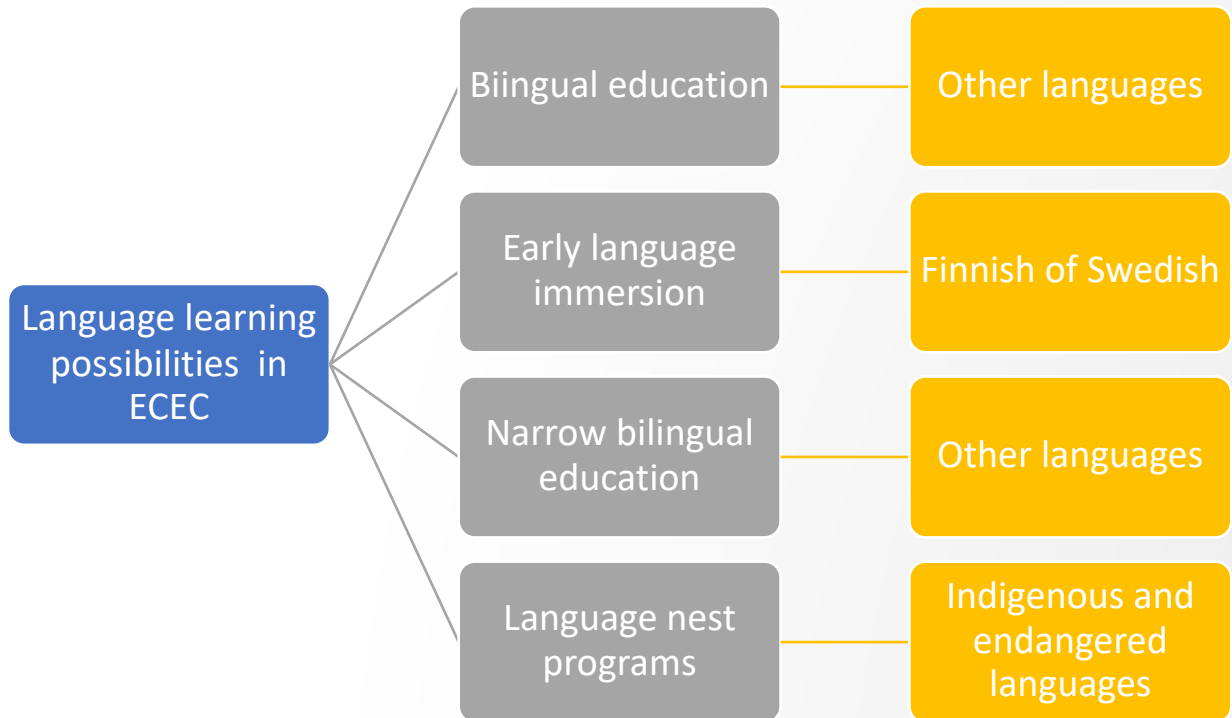 Language learning
possibilities in
ECEC
Biingual education
Other languages
Early language
immersion
Finnish of Swedish
Narrow bilingual
education
Other languages
Language nest
programs
Indigenous and
endangered
languages